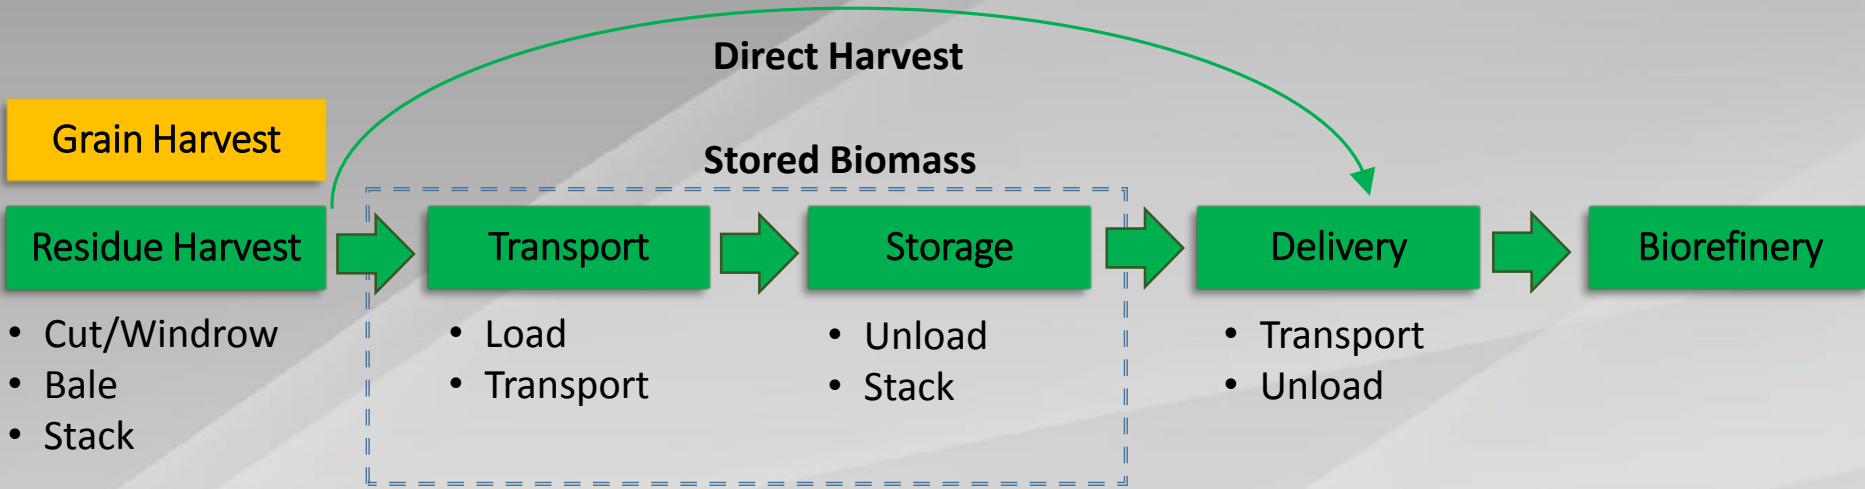 Direct Harvest
Grain Harvest
Stored Biomass
Residue Harvest
Transport
Storage
Delivery
Biorefinery
• Cut/Windrow
• Bale
• Stack
• Load
• Transport
• Unload
• Stack
• Transport
• Unload